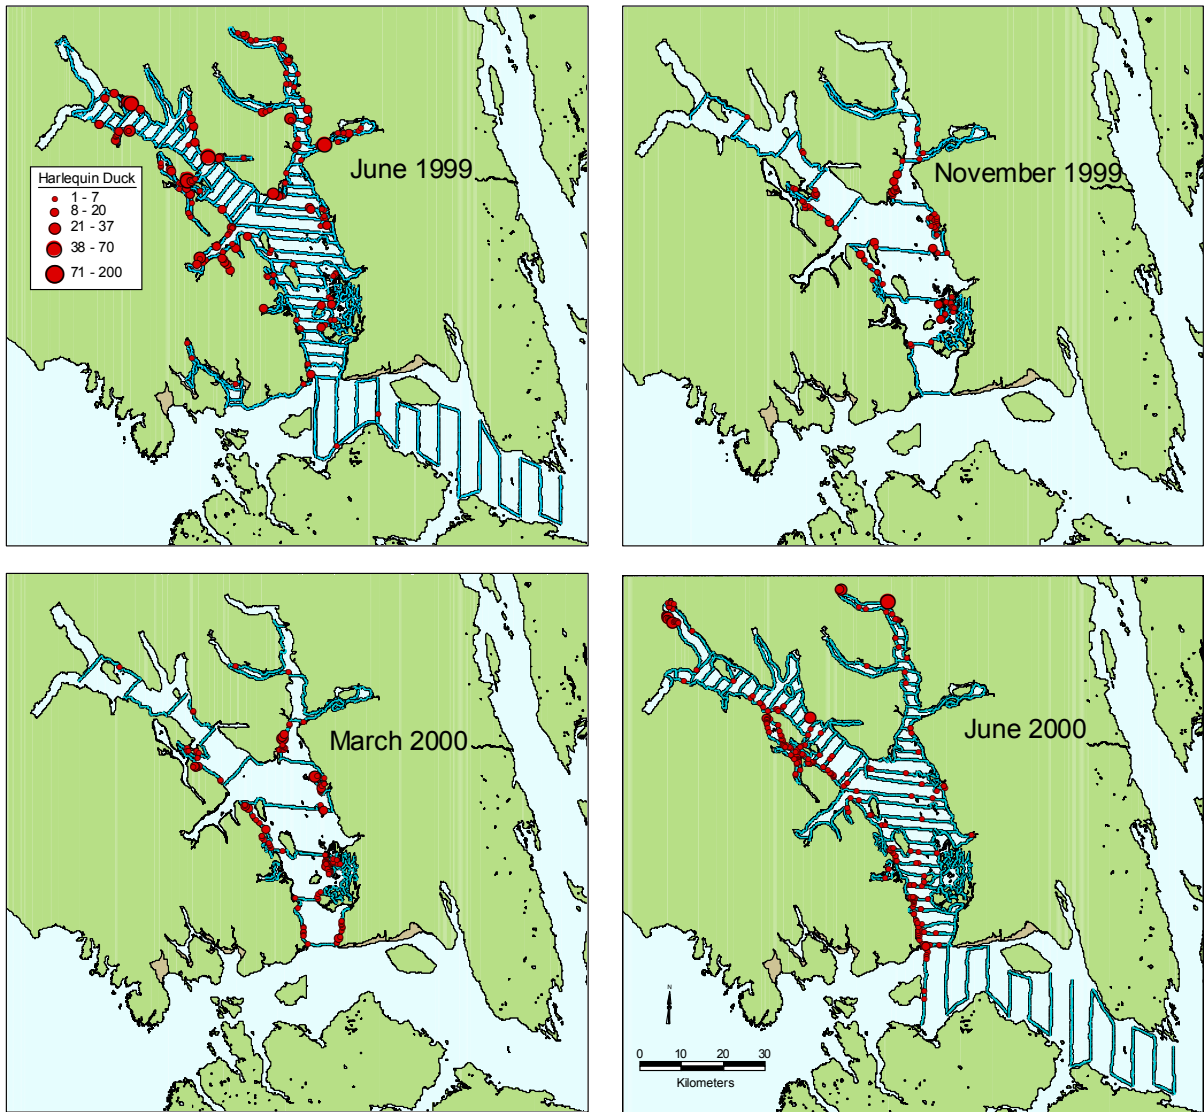 June 1999
Harlequin Duck
1 - 7
8 - 20
21 - 37
38 - 70
71 - 200
November 1999
March 2000
June 2000
N
0 10 20 30
Kilometers